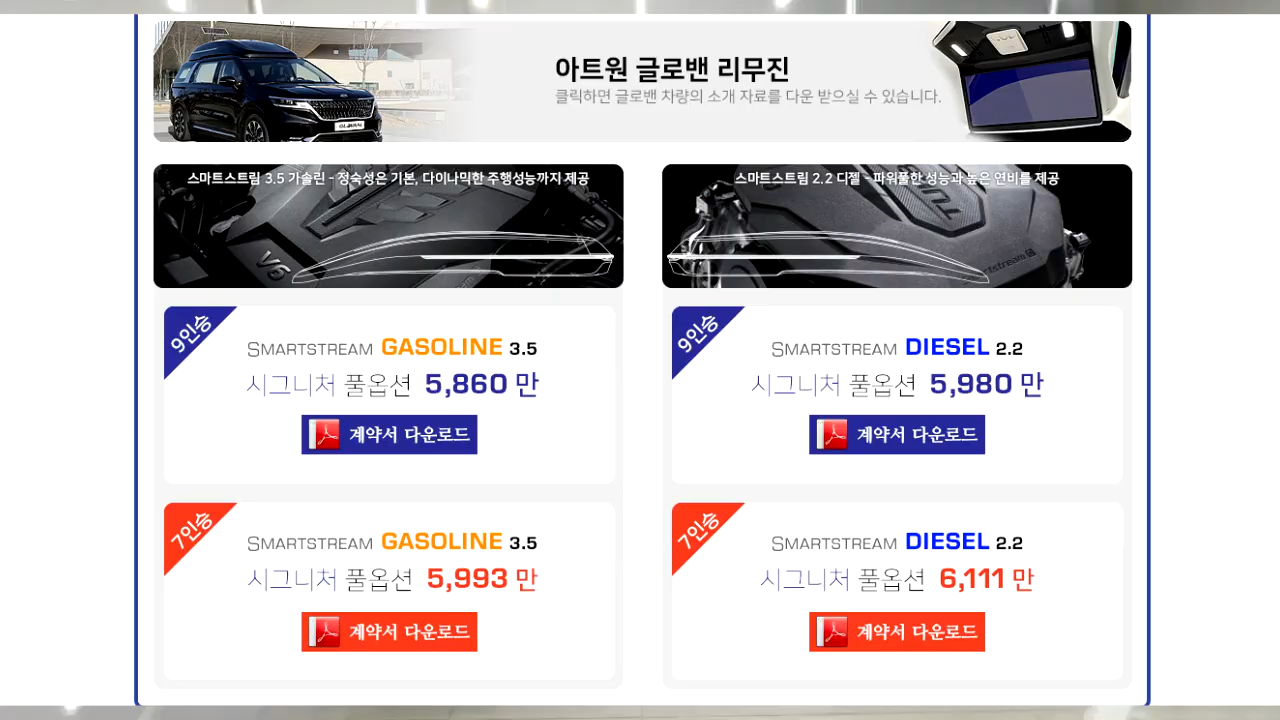 아트원 글로밴 리무진
클릭하면 글로밴 차량의 소개 자료를 다운 받으실 수 있습니다.
스마트스트림 3.5 가솔린 - 정숙성은 기본, 다이나믹한 주행성능까지 제공
V6
스마트스트림 2.2 디젤 - 파워풀한 성능과 높은 연비를 제공
9인승
SMARTSTREAM GASOLINE 3.5
시그니처 풀옵션 5,860 만
계약서 다운로드
9인승
SMARTSTREAM DIESEL 2.2
시그니처 풀옵션 5,980 만
계약서 다운로드
7인승
SMARTSTREAM GASOLINE 3.5
시그니처 풀옵션 5,993 만
계약서 다운로드
7인승
SMARTSTREAM DIESEL 2.2
시그니처 풀옵션 6,111 만
계약서 다운로드